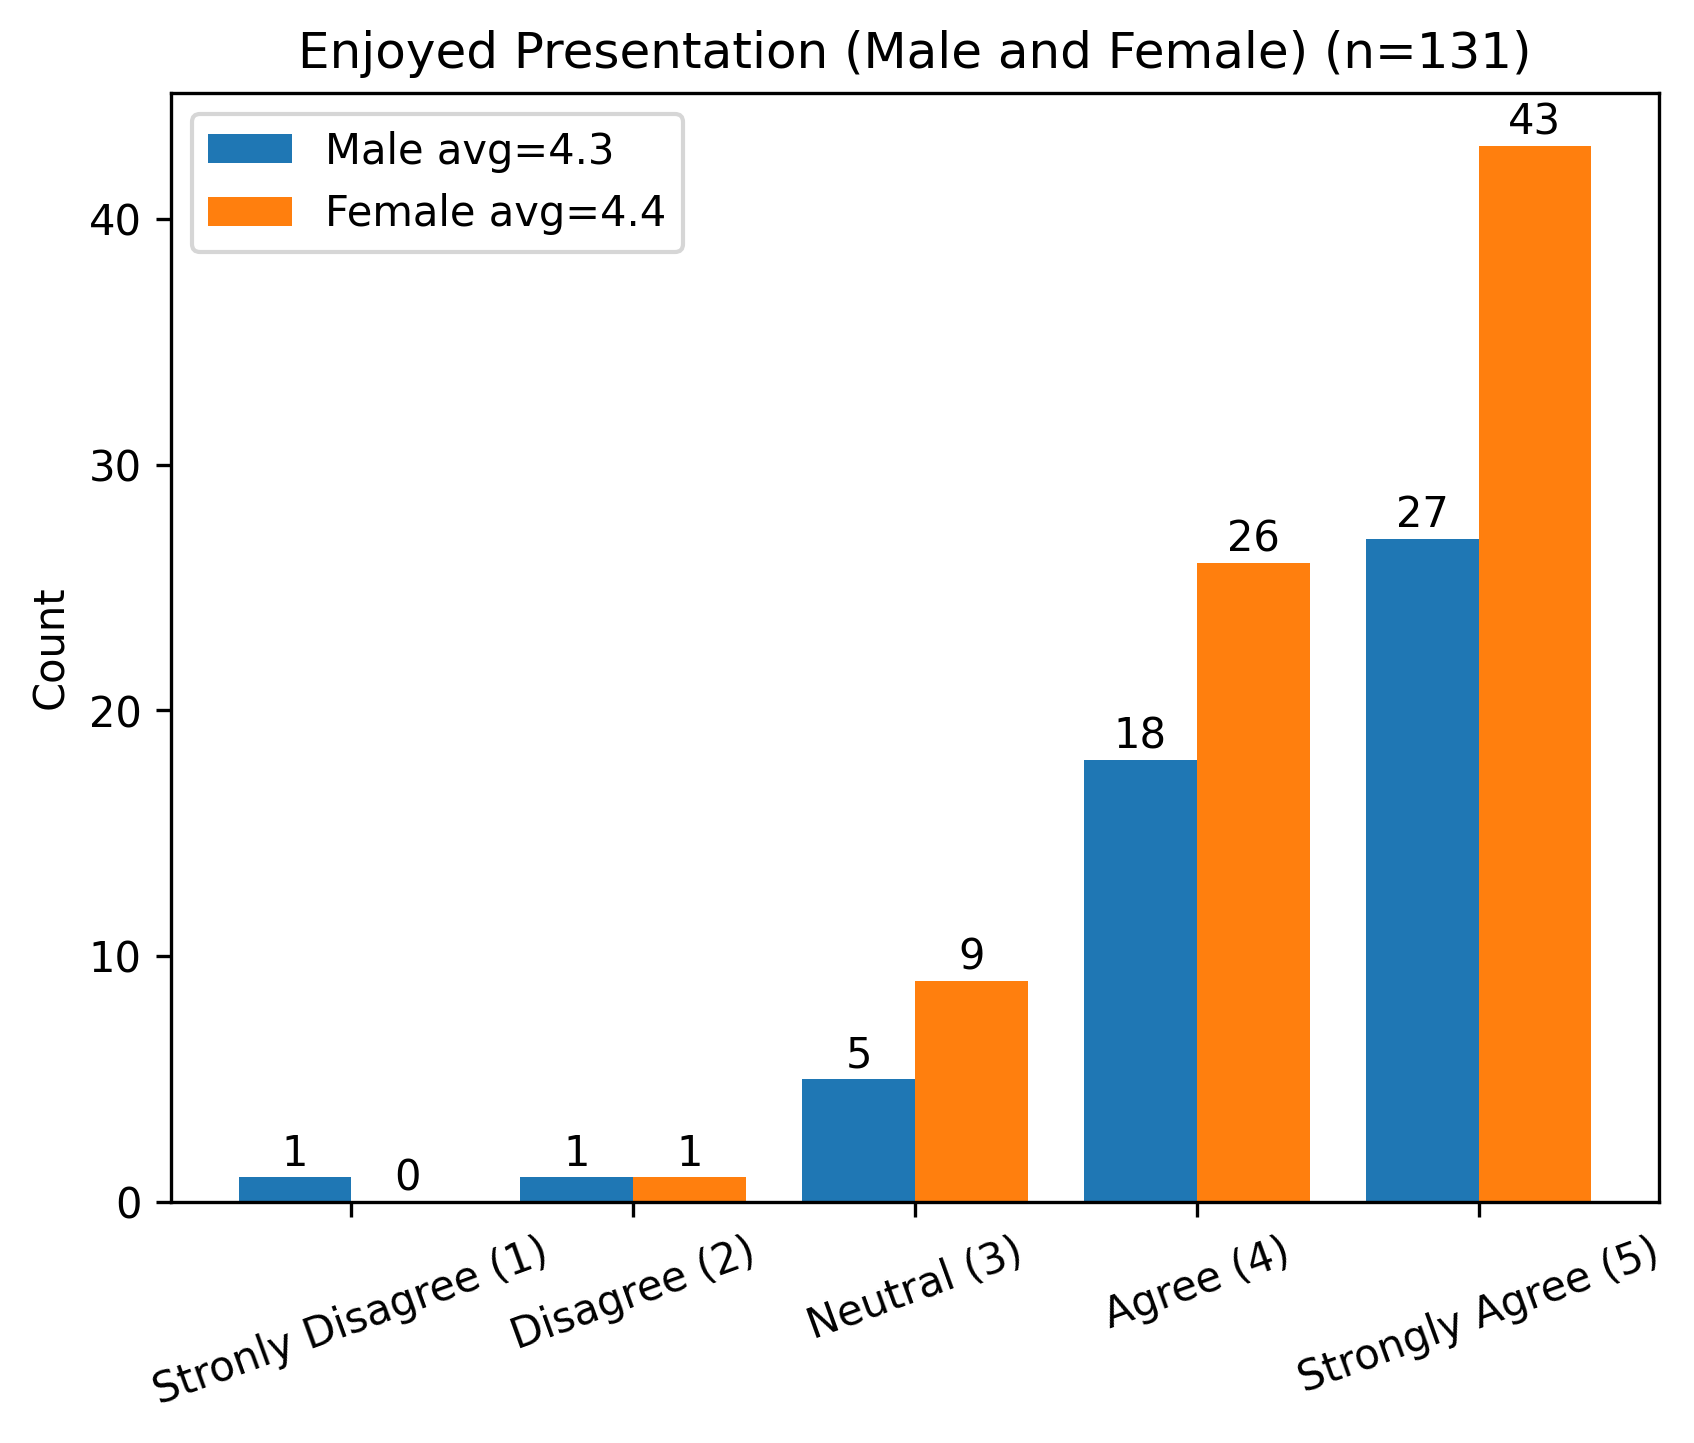 Enjoyed Presentation (Male and Female) (n=131)
Male avg=4.3
Female avg=4.4
Count
40
30
20
10
0
1
0
1
1
5
9
18
26
27
43
Stronly Disagree (1)
Disagree (2)
Neutral (3)
Agree (4)
Strongly Agree (5)